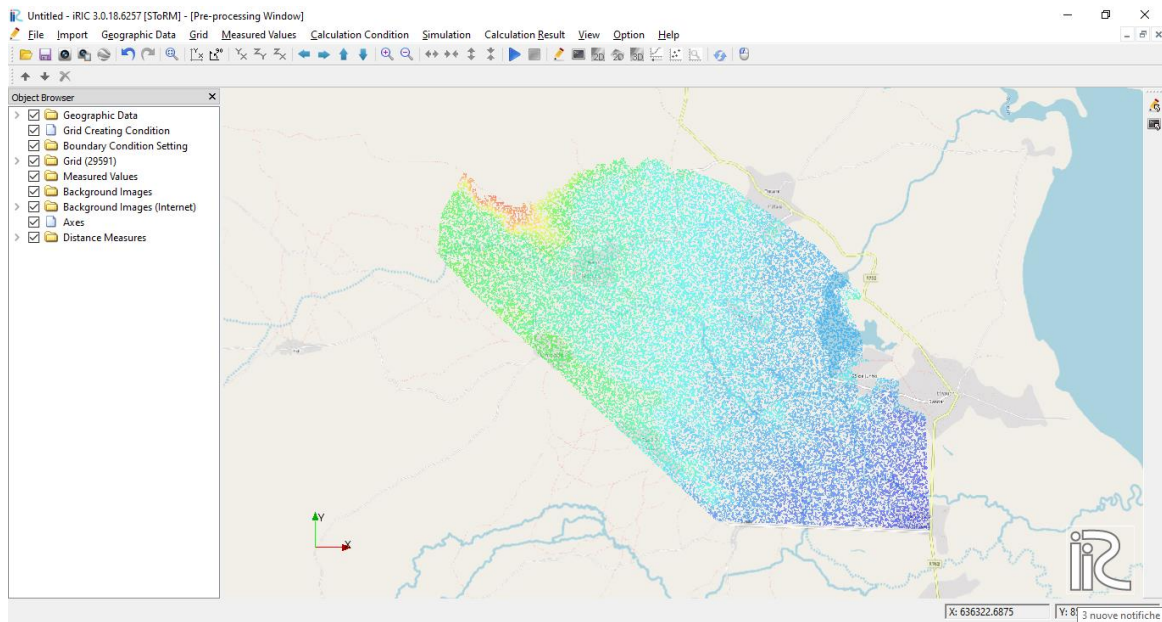 Untitled - iRIC 3.0.18.6257 [SToRM] - [Pre-processing Window]
File Import Geographic Data Grid Measured Values Calculation Condition Simulation Calculation Result View Option Help
Object Browser
Geographic Data
Grid Creating Condition
Boundary Condition Setting
Grid (29591)
Measured Values
Background Images
Background Images (Internet)
Axes
Distance Measures
Y
X
iRIC
X: 636322.6875
Y: 85
3 nuove notifiche